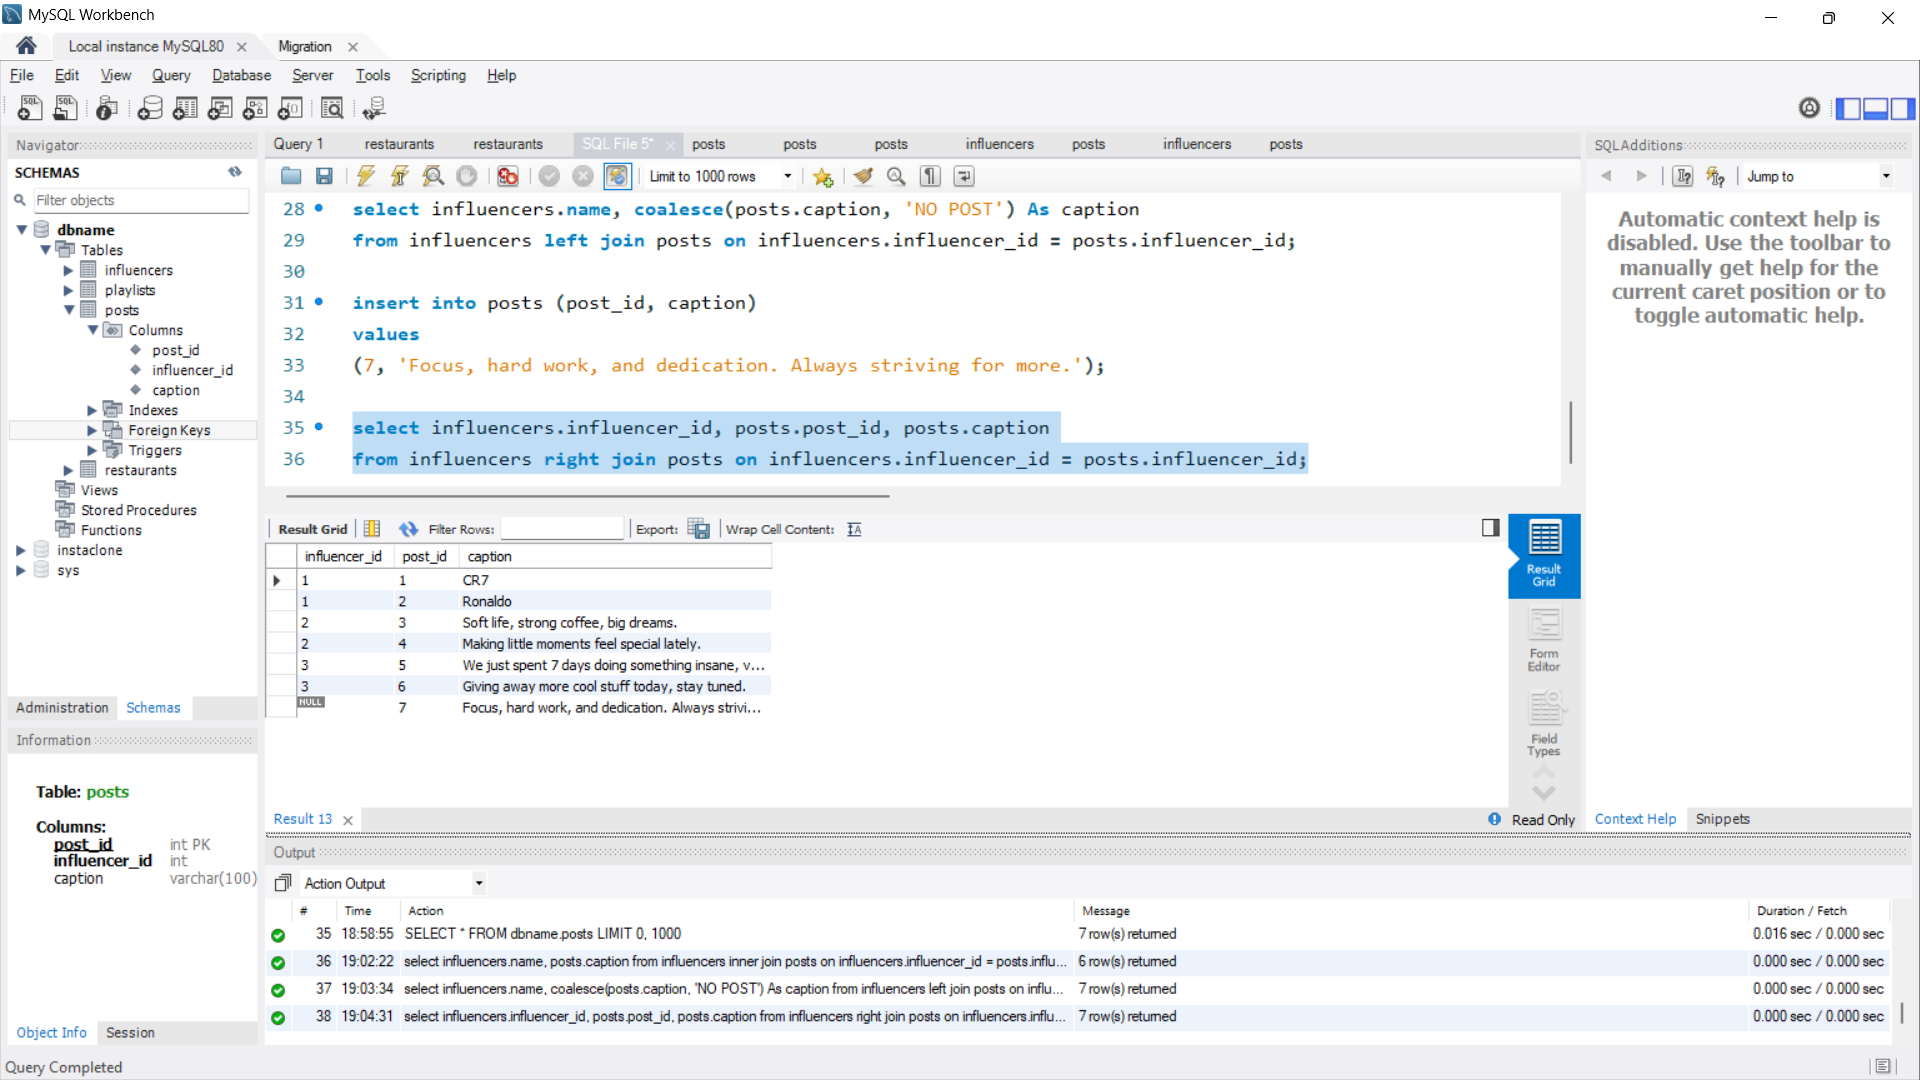 MySQL Workbench
Local instance MySQL80
Migration
File Edit View Query Database Server Tools Scripting Help
Navigator
SCHEMAS
Filter objects
dbname
Tables
influencers
playlists
posts
Columns
post_id
influencer_id
caption
Indexes
Foreign Keys
Triggers
restaurants
Views
Stored Procedures
Functions
instaclone
sys
Administration Schemas
Information
Table: posts
Columns:
post_id int PK
influencer_id int
caption varchar(100)
Object Info Session
Query 1 restaurants restaurants SQL File 5* posts posts posts influencers posts influencers posts
Limit to 1000 rows
28 select influencers.name, coalesce(posts.caption, 'NO POST') As caption
29 from influencers left join posts on influencers.influencer_id = posts.influencer_id;
30
31 insert into posts (post_id, caption)
32 values
33 (7, 'Focus, hard work, and dedication. Always striving for more.');
34
35 select influencers.influencer_id, posts.post_id, posts.caption
36 from influencers right join posts on influencers.influencer_id = posts.influencer_id;
Result Grid Filter Rows: Export: Wrap Cell Content:
influencer_id post_id caption
1 1 CR7
1 2 Ronaldo
2 3 Soft life, strong coffee, big dreams.
2 4 Making little moments feel special lately.
3 5 We just spent 7 days doing something insane, v...
3 6 Giving away more cool stuff today, stay tuned.
NULL 7 Focus, hard work, and dedication. Always strivi...
Result Grid
Form Editor
Field Types
Result 13
Read Only
SQLAdditions
Jump to
Automatic context help is
disabled. Use the toolbar to
manually get help for the
current caret position or to
toggle automatic help.
Context Help Snippets
Output
Action Output
# Time Action Message Duration / Fetch
35 18:58:55 SELECT * FROM dbname.posts LIMIT 0, 1000 7 row(s) returned 0.016 sec / 0.000 sec
36 19:02:22 select influencers.name, posts.caption from influencers inner join posts on influencers.influencer_id = posts.influ... 6 row(s) returned 0.000 sec / 0.000 sec
37 19:03:34 select influencers.name, coalesce(posts.caption, 'NO POST') As caption from influencers left join posts on influ... 7 row(s) returned 0.000 sec / 0.000 sec
38 19:04:31 select influencers.influencer_id, posts.post_id, posts.caption from influencers right join posts on influencers.influ... 7 row(s) returned 0.000 sec / 0.000 sec
Query Completed